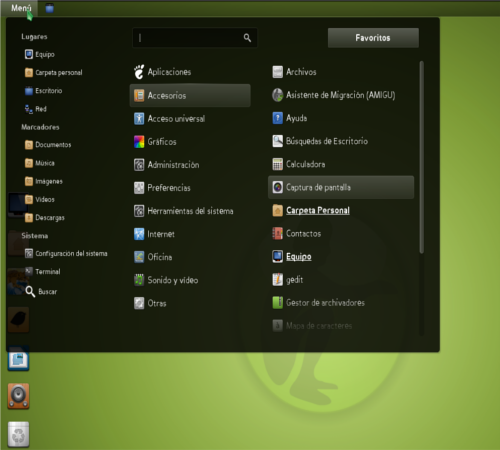 Menú
Favoritos
Lugares
Equipo
Carpeta personal
Escritorio
Red
Marcadores
Documentos
Música
Imágenes
Vídeos
Descargas
Sistema
Configuración del sistema
Terminal
Buscar
Aplicaciones
Accesorios
Acceso universal
Gráficos
Administración
Preferencias
Herramientas del sistema
Internet
Oficina
Sonido y vídeo
Otras
Archivos
Asistente de Migración (AMIGU)
Ayuda
Búsquedas de Escritorio
Calculadora
Captura de pantalla
Carpeta Personal
Contactos
Equipo
gedit
Gestor de archivadores
Mapa de caracteres